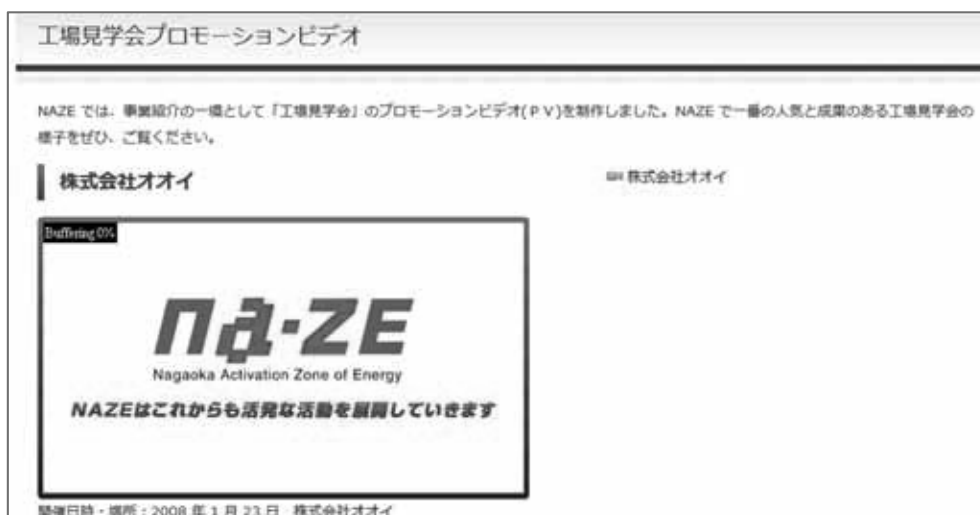 工場見学会プロモーションビデオ
NAZE では、事業紹介の一環として「工場見学会」のプロモーションビデオ(ＰＶ)を制作しました。NAZE で一番の人気と成果のある工場見学会の
様子をぜひ、ご覧ください。
株式会社オオイ
株式会社オオイ
Buffering 0%
na-ZE
Nagaoka Activation Zone of Energy
NAZEはこれからも活発な活動を展開していきます
開催日時・場所：2008 年 1 月 23 日　株式会社オオイ